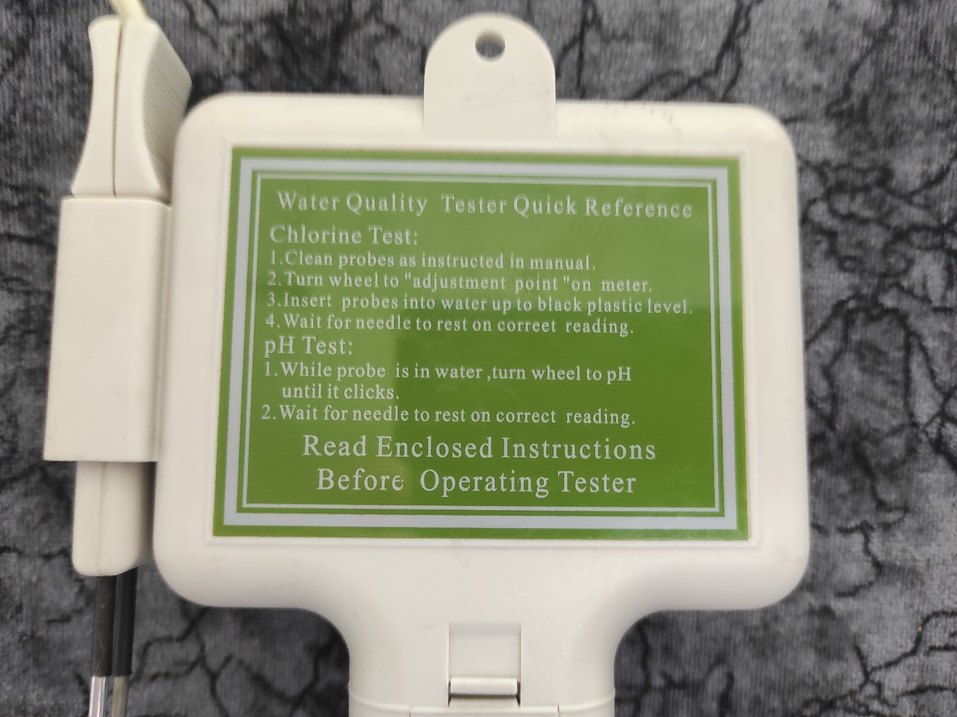 Water Quality Tester Quick Reference
Chlorine Test:
1.Clean probes as instructed in manual.
2.Turn wheel to "adjustment point "on meter.
3.Insert probes into water up to black plastic level.
4.Wait for needle to rest on correet reading.
pH Test:
1.While probe is in water ,turn wheel to pH
until it clicks.
2.Wait for needle to rest on correct reading.
Read Enclosed Instructions
Before Operating Tester